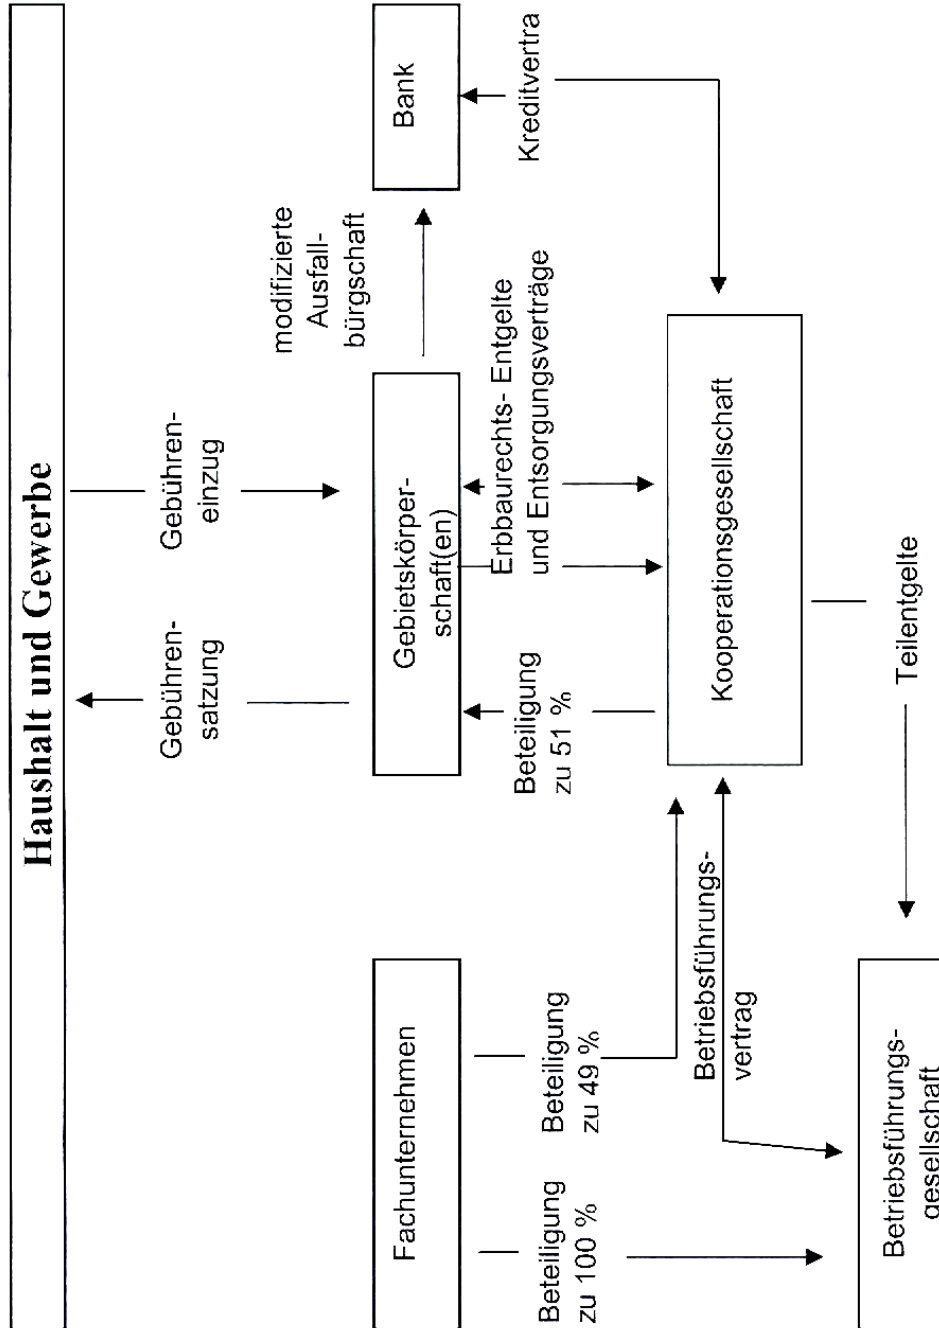 Haushalt und Gewerbe
Gebühren-
satzung
Gebühren-
einzug
modifizierte
Ausfall-
bürgschaft
Fachunternehmen
Gebietskörper-
schaft(en)
Bank
Beteiligung
zu 100 %
Beteiligung
zu 49 %
Beteiligung
zu 51 %
Erbbaurechts- Entgelte
und Entsorgungsverträge
Kreditvertra
Betriebsführungs-
vertrag
Kooperationsgesellschaft
Teilentgelte
Betriebsführungs-
gesellschaft